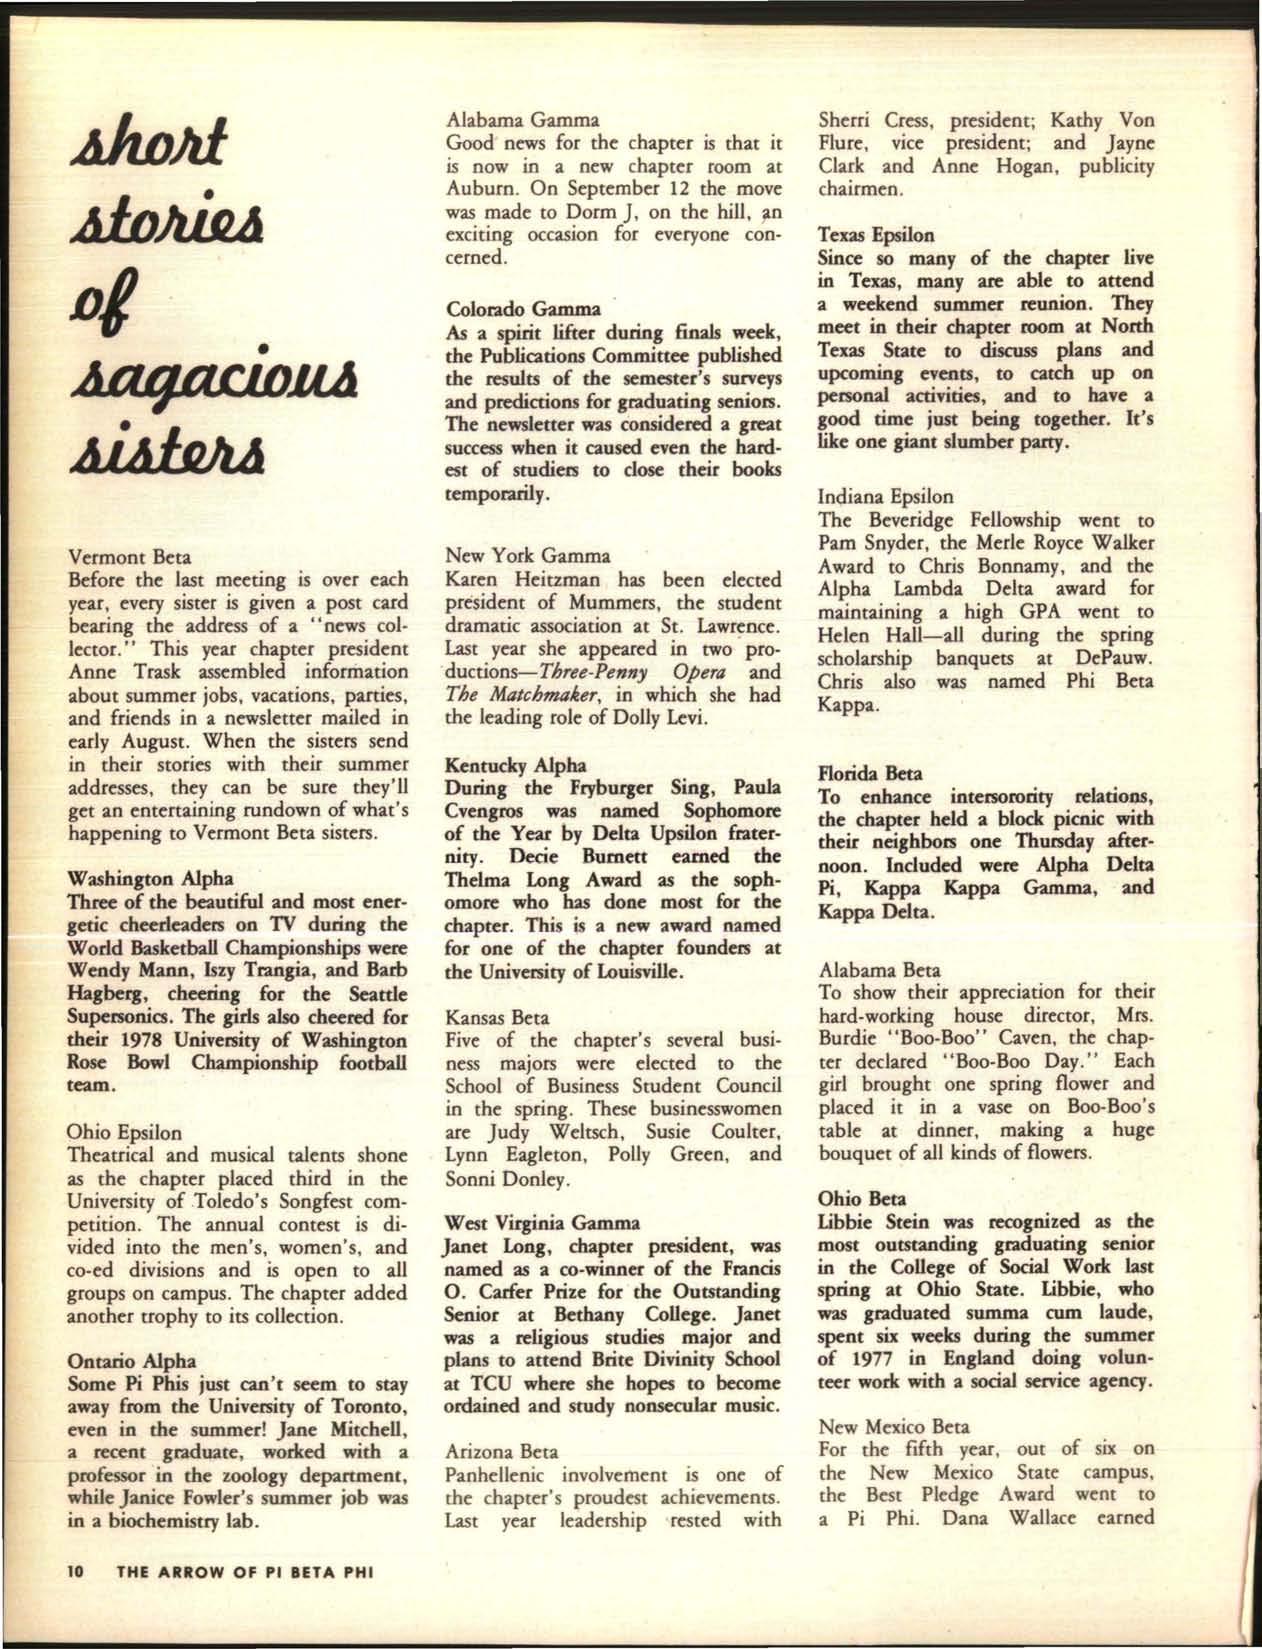 short
stories
of
sagacious
sisters
Vermont Beta
Before the last meeting is over each
year, every sister is given a post card
bearing the address of a "news col-
lector." This year chapter president
Anne Trask assembled information
about summer jobs, vacations, parties,
and friends in a newsletter mailed in
early August. When the sisters send
in their stories with their summer
addresses, they can be sure they'll
get an entertaining rundown of what's
happening to Vermont Beta sisters.
Washington Alpha
Three of the beautiful and most ener-
getic cheerleaders on TV during the
World Basketball Championships were
Wendy Mann, Iszy Trangia, and Barb
Hagberg, cheering for the Seattle
Supersonics. The girls also cheered for
their 1978 University of Washington
Rose Bowl Championship football
team.
Ohio Epsilon
Theatrical and musical talents shone
as the chapter placed third in the
University of Toledo's Songfest com-
petition. The annual contest is di-
vided into the men's, women's, and
co-ed divisions and is open to all
groups on campus. The chapter added
another trophy to its collection.
Ontario Alpha
Some Pi Phis just can't seem to stay
away from the University of Toronto,
even in the summer! Jane Mitchell,
a recent graduate, worked with a
professor in the zoology department,
while Janice Fowler's summer job was
in a biochemistry lab.
Alabama Gamma
Good news for the chapter is that it
is now in a new chapter room at
Auburn. On September 12 the move
was made to Dorm J, on the hill, an
exciting occasion for everyone con-
cerned.
Colorado Gamma
As a spirit lifter during finals week,
the Publications Committee published
the results of the semester's surveys
and predictions for graduating seniors.
The newsletter was considered a great
success when it caused even the hard-
est of studiers to close their books
temporarily.
New York Gamma
Karen Heitzman has been elected
president of Mummers, the student
dramatic association at St. Lawrence.
Last year she appeared in two pro-
ductions—Three-Penny Opera and
The Matchmaker, in which she had
the leading role of Dolly Levi.
Kentucky Alpha
During the Fryburger Sing, Paula
Cvengros was named Sophomore
of the Year by Delta Upsilon frater-
nity. Decie Burnett earned the
Thelma Long Award as the soph-
omore who has done most for the
chapter. This is a new award named
for one of the chapter founders at
the University of Louisville.
Kansas Beta
Five of the chapter's several busi-
ness majors were elected to the
School of Business Student Council
in the spring. These businesswomen
are Judy Weltsch, Susie Coulter,
Lynn Eagleton, Polly Green, and
Sonni Donley.
West Virginia Gamma
Janet Long, chapter president, was
named as a co-winner of the Francis
O. Carfer Prize for the Outstanding
Senior at Bethany College. Janet
was a religious studies major and
plans to attend Brite Divinity School
at TCU where she hopes to become
ordained and study nonsecular music.
Arizona Beta
Panhellenic involvement is one of
the chapter's proudest achievements.
Last year leadership rested with
Sherri Cress, president; Kathy Von
Flure, vice president; and Jayne
Clark and Anne Hogan, publicity
chairmen.
Texas Epsilon
Since so many of the chapter live
in Texas, many are able to attend
a weekend summer reunion. They
meet in their chapter room at North
Texas State to discuss plans and
upcoming events, to catch up on
personal activities, and to have a
good time just being together. It's
like one giant slumber party.
Indiana Epsilon
The Beveridge Fellowship went to
Pam Snyder, the Merle Royce Walker
Award to Chris Bonnamy, and the
Alpha Lambda Delta award for
maintaining a high GPA went to
Helen Hall—all during the spring
scholarship banquets at DePauw.
Chris also was named Phi Beta
Kappa.
Florida Beta
To enhance intersorority relations,
the chapter held a block picnic with
their neighbors one Thursday after-
noon. Included were Alpha Delta
Pi, Kappa Kappa Gamma, and
Kappa Delta.
Alabama Beta
To show their appreciation for their
hard-working house director, Mrs.
Burdie "Boo-Boo" Caven, the chap-
ter declared "Boo-Boo Day." Each
girl brought one spring flower and
placed it in a vase on Boo-Boo's
table at dinner, making a huge
bouquet of all kinds of flowers.
Ohio Beta
Libbie Stein was recognized as the
most outstanding graduating senior
in the College of Social Work last
spring at Ohio State. Libbie, who
was graduated summa cum laude,
spent six weeks during the summer
of 1977 in England doing volun-
teer work with a social service agency.
New Mexico Beta
For the fifth year, out of six on
the New Mexico State campus,
the Best Pledge Award went to
a Pi Phi. Dana Wallace earned
10 THE ARROW OF PI BETA PHI